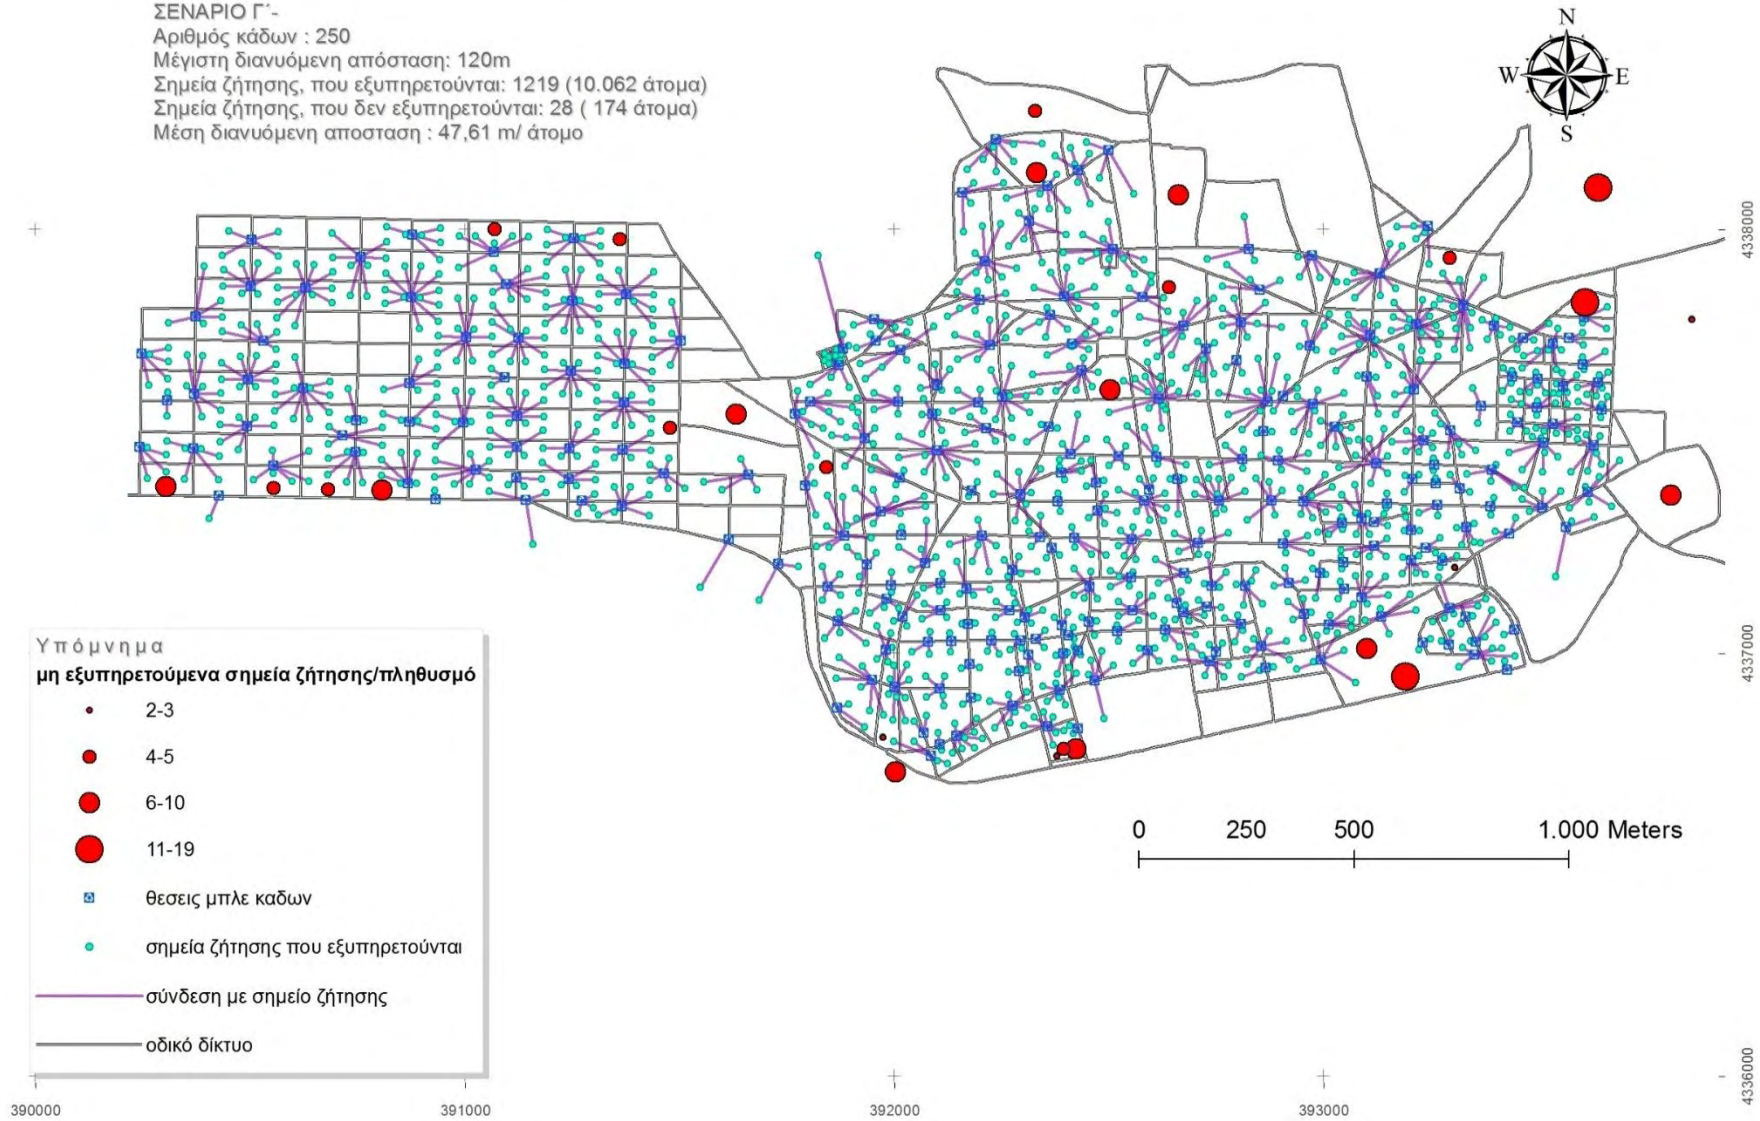 ΣΕΝΑΡΙΟ Γ΄-
Αριθμός κάδων : 250
Μέγιστη διανυόμενη απόσταση: 120m
Σημεία ζήτησης, που εξυπηρετούνται: 1219 (10.062 άτομα)
Σημεία ζήτησης, που δεν εξυπηρετούνται: 28 ( 174 άτομα)
Μέση διανυόμενη αποσταση : 47,61 m/ άτομο
N
W
E
S
4338000
4337000
Υπόμνημα
μη εξυπηρετούμενα σημεία ζήτησης/πληθυσμό
2-3
4-5
6-10
11-19
θεσεις μπλε καδων
σημεία ζήτησης που εξυπηρετούνται
σύνδεση με σημείο ζήτησης
οδικό δίκτυο
0 250 500 1.000 Meters
4336000
390000 391000 392000 393000